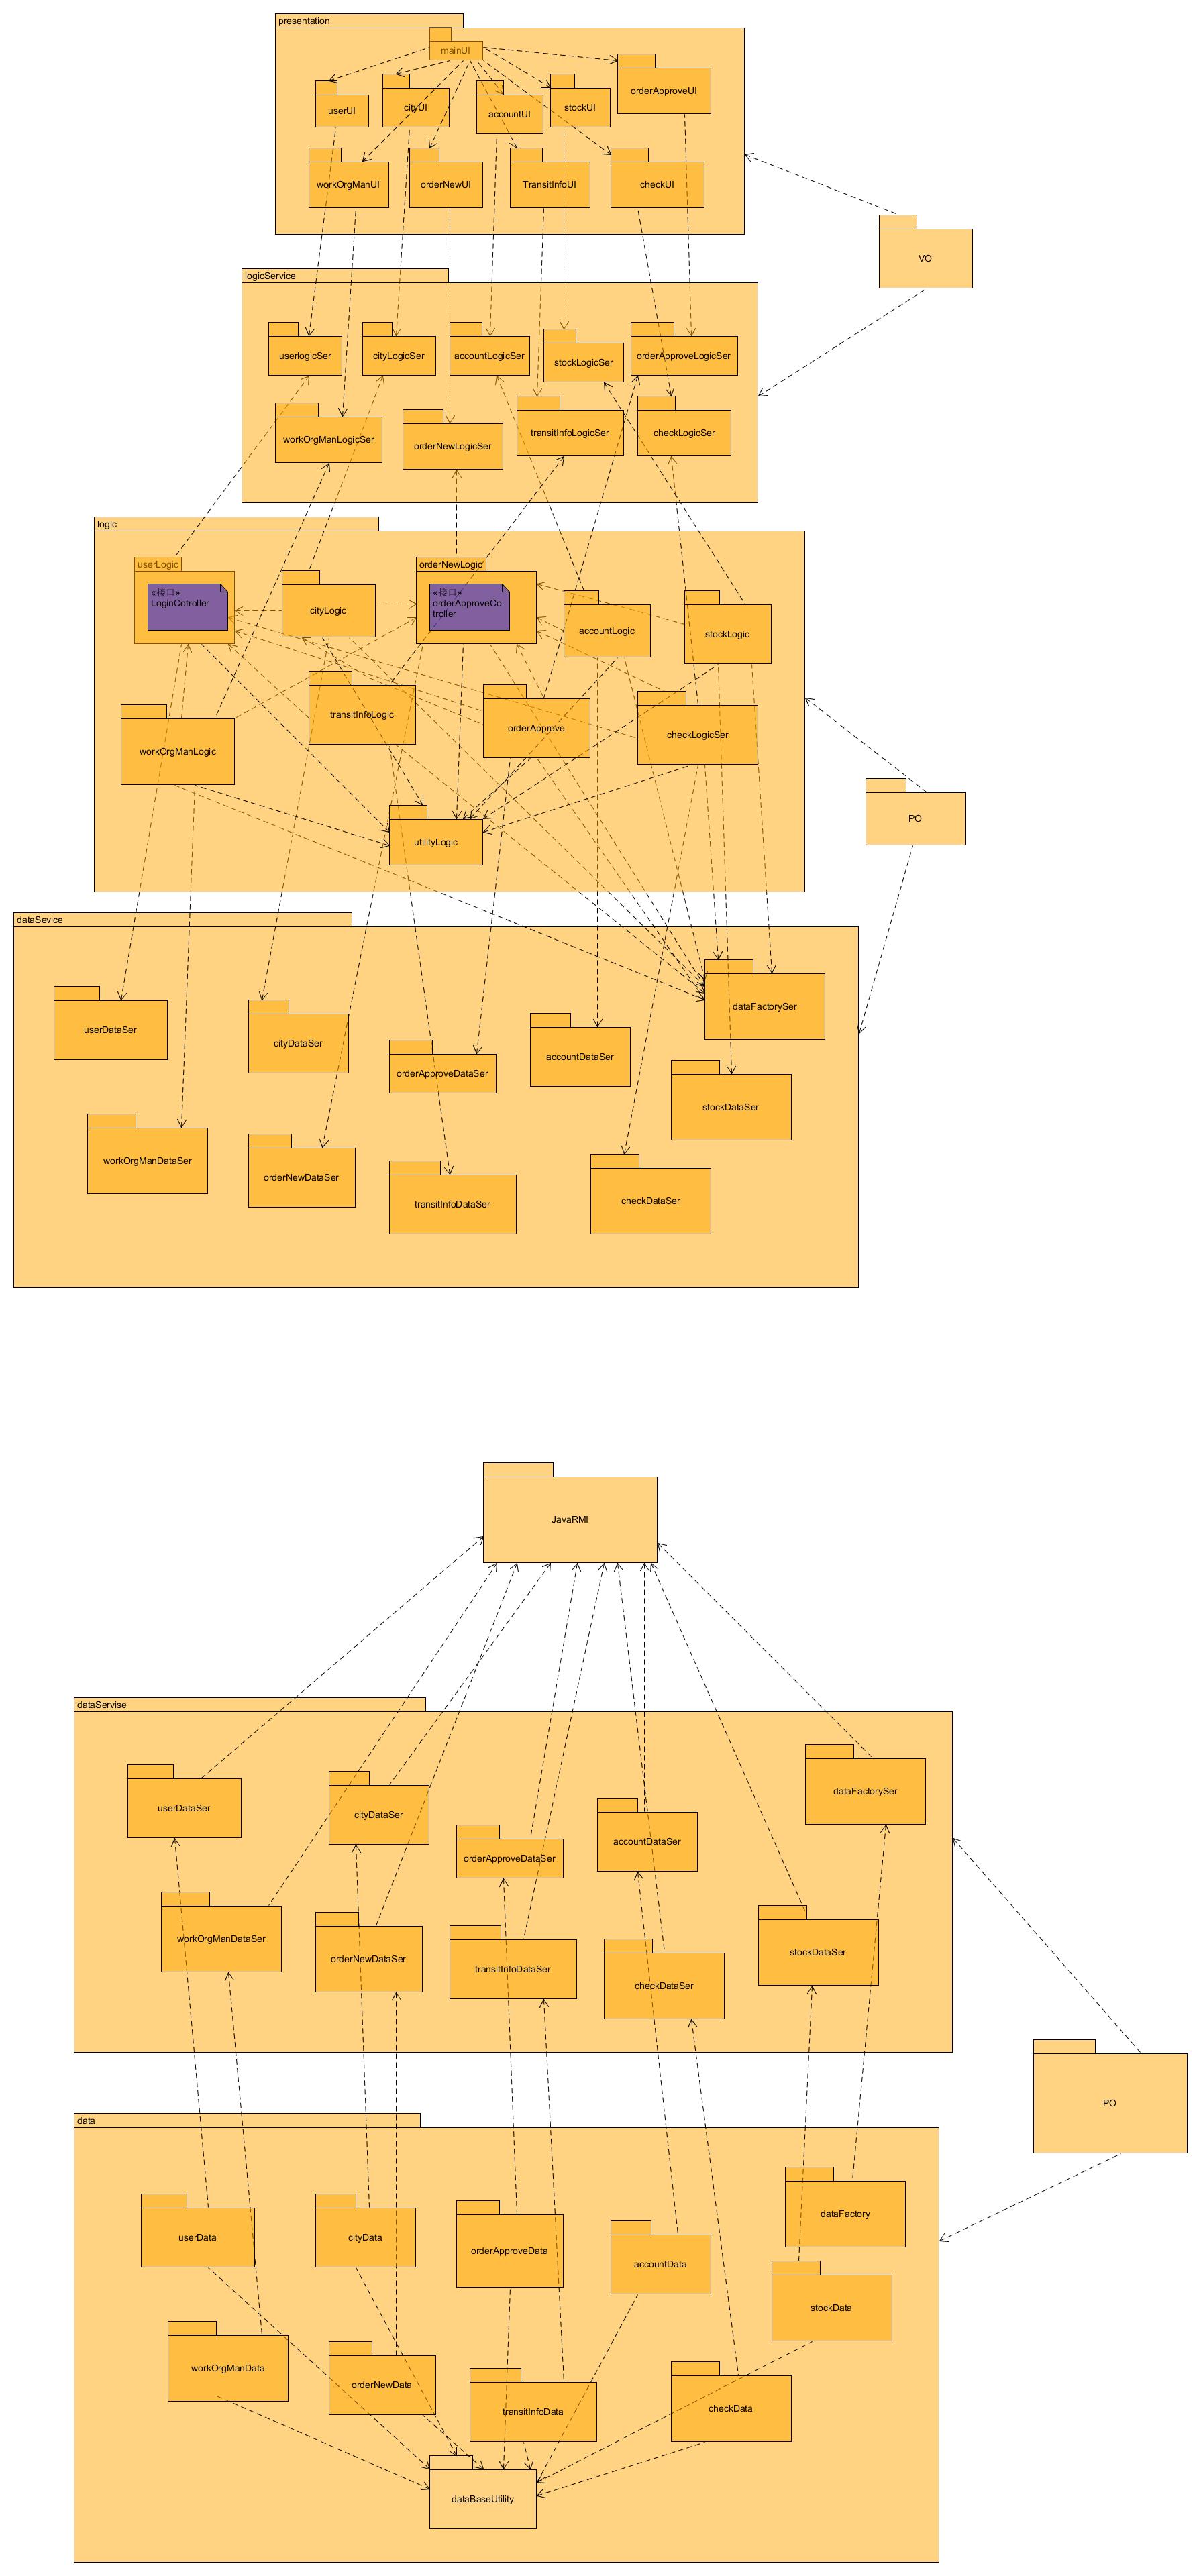 presentation
mainUI
userUI
cityUI
accountUI
stockUI
orderApproveUI
workOrgManUI
orderNewUI
TransitInfoUI
checkUI
VO
logicService
userlogicSer
cityLogicSer
accountLogicSer
stockLogicSer
orderApproveLogicSer
workOrgManLogicSer
orderNewLogicSer
transitInfoLogicSer
checkLogicSer
logic
userLogic
«接口»
LoginCotroller
cityLogic
orderNewLogic
«接口»
orderApproveCo
troller
accountLogic
stockLogic
transitInfoLogic
orderApprove
checkLogicSer
workOrgManLogic
utilityLogic
PO
dataSevice
userDataSer
cityDataSer
orderApproveDataSer
accountDataSer
dataFactorySer
stockDataSer
workOrgManDataSer
orderNewDataSer
transitInfoDataSer
checkDataSer
JavaRMI
dataServise
userDataSer
cityDataSer
orderApproveDataSer
accountDataSer
dataFactorySer
workOrgManDataSer
orderNewDataSer
transitInfoDataSer
checkDataSer
stockDataSer
PO
data
userData
cityData
orderApproveData
accountData
dataFactory
stockData
workOrgManData
orderNewData
transitInfoData
checkData
dataBaseUtility